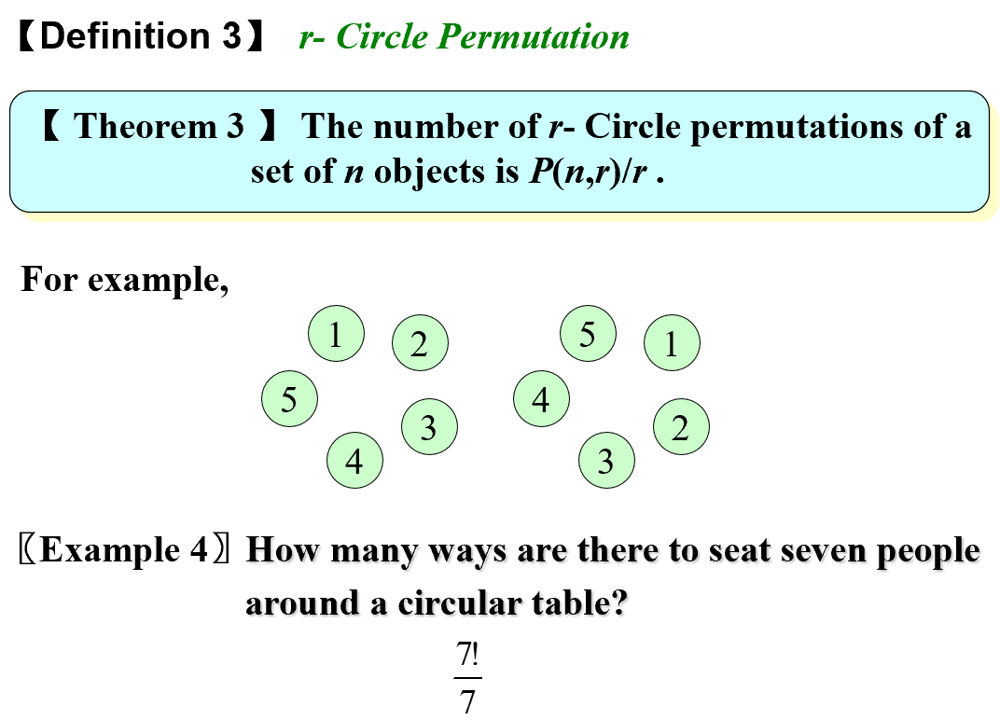 【Definition 3】 r- Circle Permutation
【 Theorem 3 】 The number of r- Circle permutations of a
set of n objects is P(n,r)/r .
For example,
1 2 5 3 4
5 1 4 2 3
〖Example 4〗How many ways are there to seat seven people
around a circular table?
7!
7